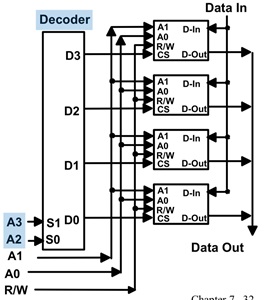 Data In
Decoder
A1 D-In
A0
R/W
CS D-Out
D3
A1 D-In
A0
R/W
CS D-Out
D2
A1 D-In
A0
R/W
CS D-Out
D1
A1 D-In
A0
R/W
CS D-Out
A3 S1 D0
A2 S0
A1
A0
R/W
Data Out
Chapter 7 32